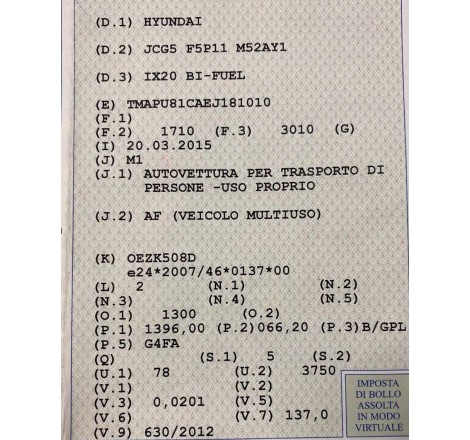 (D.1) HYUNDAI
(D.2) JCG5 F5P11 M52AY1
(D.3) IX20 BI-FUEL
(E) TMAPU81CAEJ181010
(F.1)
(F.2) 1710 (F.3) 3010 (G)
(I) 20.03.2015
(J) M1
(J.1) AUTOVETTURA PER TRASPORTO DI
PERSONE -USO PROPRIO
(J.2) AF (VEICOLO MULTIUSO)
(K) OEZK508D
e24*2007/46*0137*00
(L) 2 (N.1) (N.2)
(N.3) (N.4) (N.5)
(O.1) 1300 (O.2)
(P.1) 1396,00 (P.2)066,20 (P.3)B/GPL
(P.5) G4FA
(Q) (S.1) 5 (S.2)
(U.1) 78 (U.2) 3750
(V.1) (V.2)
(V.3) 0,0201 (V.5)
(V.6) (V.7) 137,0
(V.9) 630/2012
IMPOSTA
DI BOLLO
ASSOLTA
IN MODO
VIRTUALE